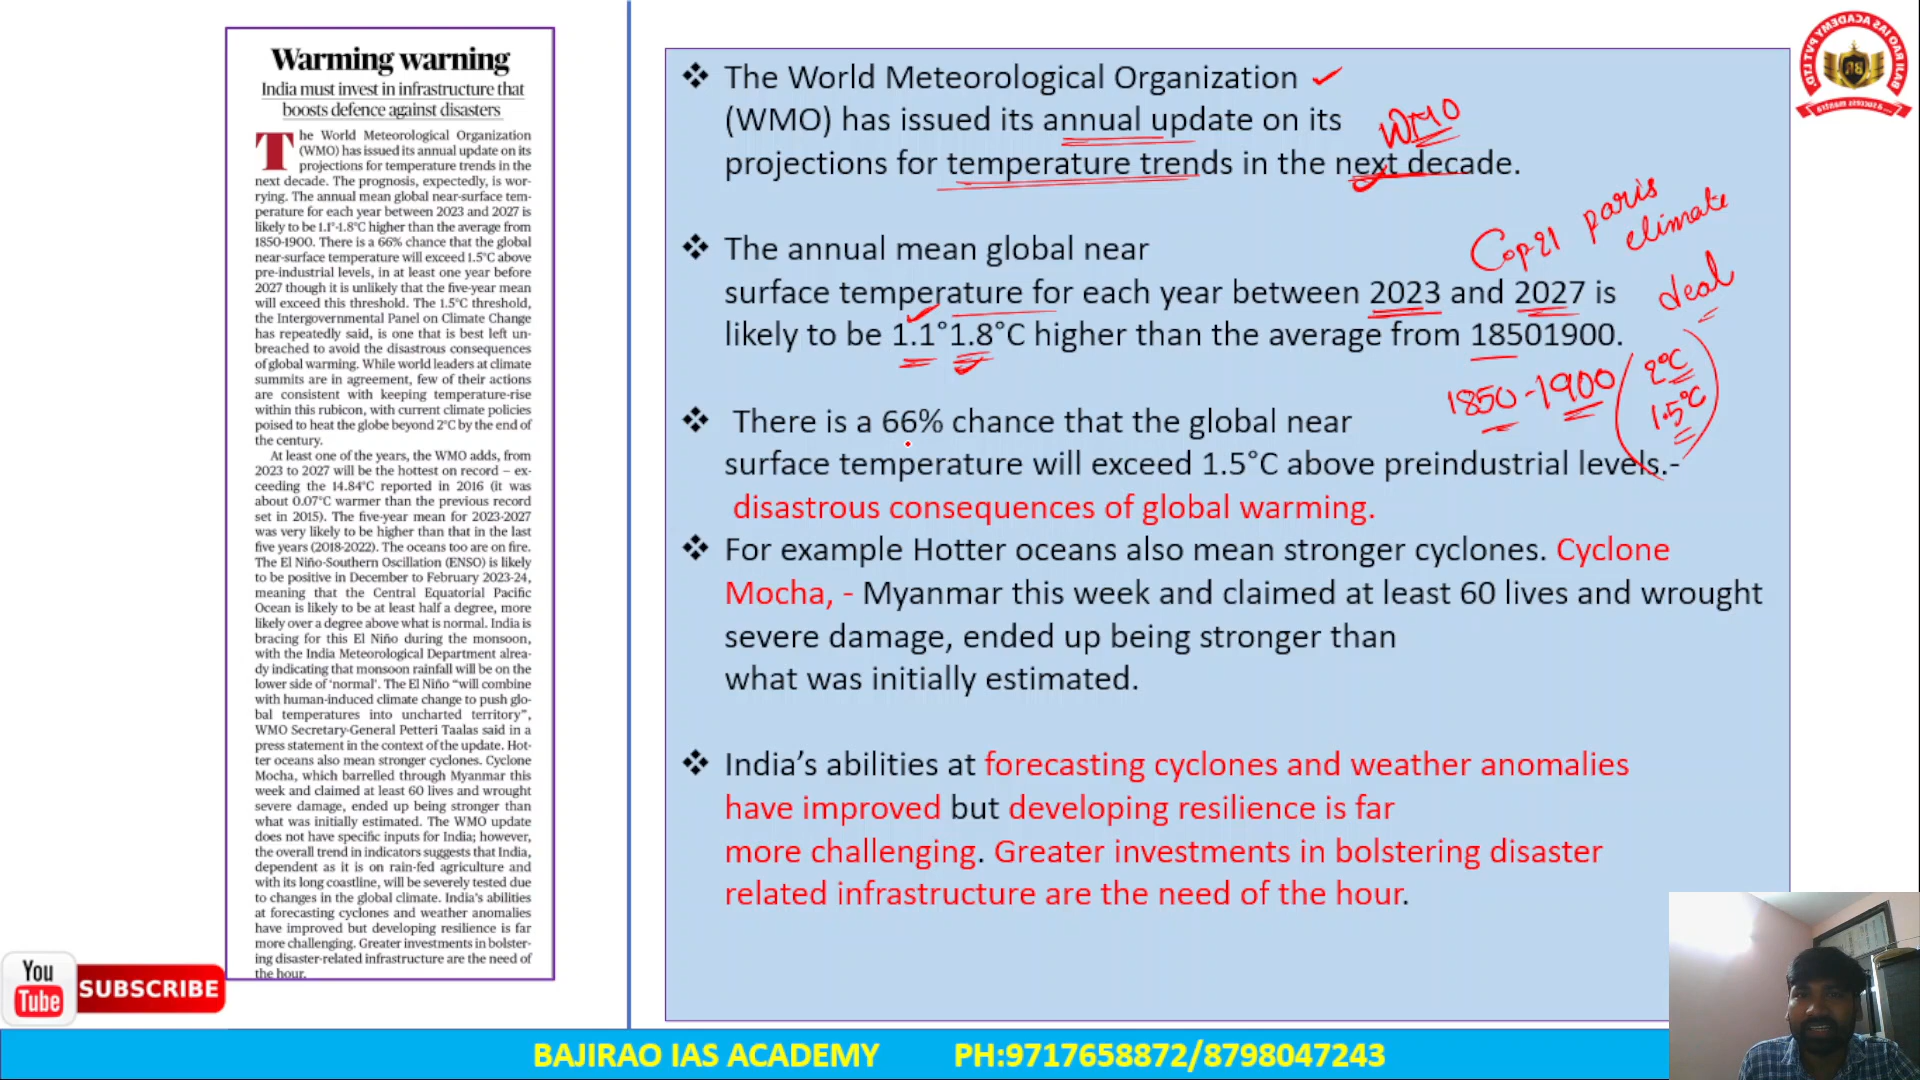 Warming warning
India must invest in infrastructure that
boosts defence against disasters
The World Meteorological Organization
(WMO) has issued its annual update on its
projections for temperature trends in the
next decade. The prognosis, expectedly, is wor-
rying. The annual mean global near-surface tem-
perature for each year between 2023 and 2027 is
likely to be 1.1°-1.8°C higher than the average from
1850-1900. There is a 66% chance that the global
near-surface temperature will exceed 1.5°C above
pre-industrial levels, in at least one year before
2027 though it is unlikely that the five-year mean
will exceed this threshold. The 1.5°C threshold,
the Intergovernmental Panel on Climate Change
has repeatedly said, is one that is best left un-
breached to avoid the disastrous consequences
of global warming. While world leaders at climate
summits are in agreement, few of their actions
are consistent with keeping temperature-rise
within this rubicon, with current climate policies
poised to heat the globe beyond 2°C by the end of
the century.
At least one of the years, the WMO adds, from
2023 to 2027 will be the hottest on record – ex-
ceeding the 14.84°C reported in 2016 (it was
about 0.07°C warmer than the previous record
set in 2015). The five-year mean for 2023-2027
was very likely to be higher than that in the last
five years (2018-2022). The oceans too are on fire.
The El Niño-Southern Oscillation (ENSO) is likely
to be positive in December to February 2023-24,
meaning that the Central Equatorial Pacific
Ocean is likely to be at least half a degree, more
likely over a degree above what is normal. India is
bracing for this El Niño during the monsoon,
with the India Meteorological Department alrea-
dy indicating that monsoon rainfall will be on the
lower side of 'normal'. The El Niño "will combine
with human-induced climate change to push glo-
bal temperatures into uncharted territory",
WMO Secretary-General Petteri Taalas said in a
press statement in the context of the update. Hot-
ter oceans also mean stronger cyclones. Cyclone
Mocha, which barrelled through Myanmar this
week and claimed at least 60 lives and wrought
severe damage, ended up being stronger than
what was initially estimated. The WMO update
does not have specific inputs for India; however,
the overall trend in indicators suggests that India,
dependent as it is on rain-fed agriculture and
with its long coastline, will be severely tested due
to changes in the global climate. India's abilities
at forecasting cyclones and weather anomalies
have improved but developing resilience is far
more challenging. Greater investments in bolster-
ing disaster-related infrastructure are the need of
the hour.
❖ The World Meteorological Organization
(WMO) has issued its annual update on its
projections for temperature trends in the next decade.
WMO
❖ The annual mean global near
surface temperature for each year between 2023 and 2027 is
likely to be 1.1°1.8°C higher than the average from 18501900.
Cop-21 paris
climate
deal
1850-1900
2°C
1.5°C
❖ There is a 66% chance that the global near
surface temperature will exceed 1.5°C above preindustrial levels.-
disastrous consequences of global warming.
❖ For example Hotter oceans also mean stronger cyclones. Cyclone
Mocha, - Myanmar this week and claimed at least 60 lives and wrought
severe damage, ended up being stronger than
what was initially estimated.
❖ India's abilities at forecasting cyclones and weather anomalies
have improved but developing resilience is far
more challenging. Greater investments in bolstering disaster
related infrastructure are the need of the hour.
You
Tube SUBSCRIBE
BAJIRAO IAS ACADEMY PH:9717658872/8798047243